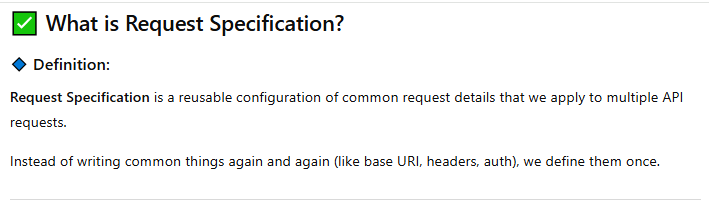 ✅ What is Request Specification?
🔷 Definition:
Request Specification is a reusable configuration of common request details that we apply to multiple API
requests.
Instead of writing common things again and again (like base URI, headers, auth), we define them once.